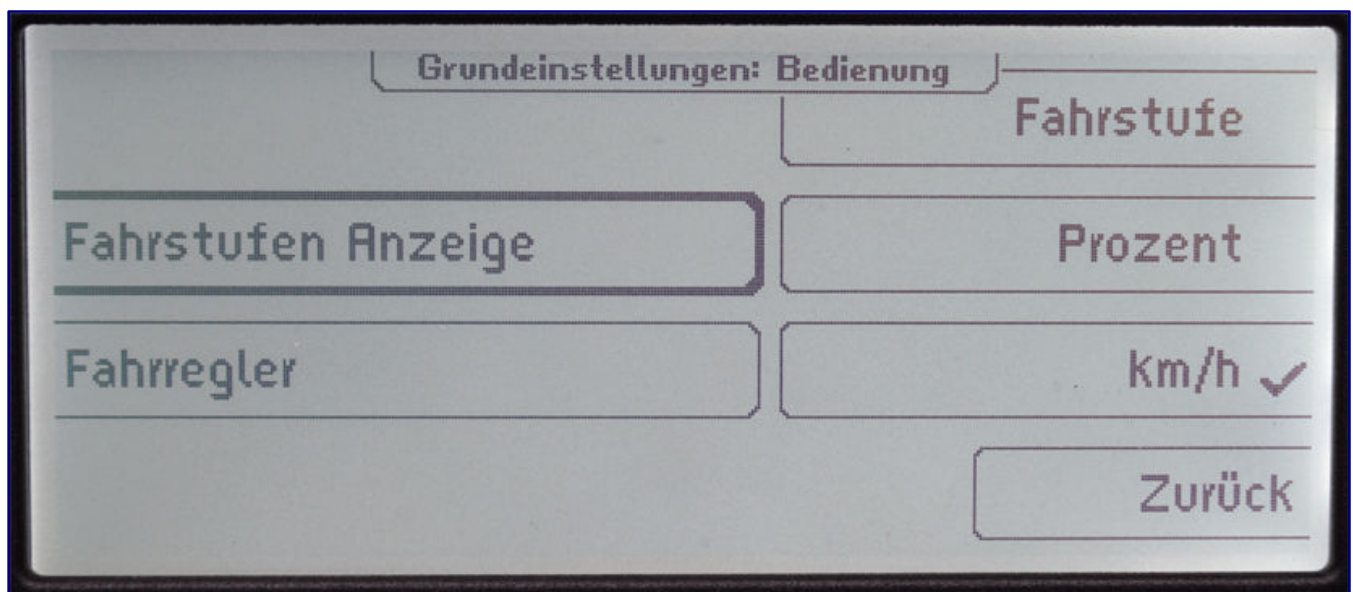 Grundeinstellungen: Bedienung
Fahrstufe
Fahrstufen Anzeige
Prozent
Fahrregler
km/h ✓
Zurück